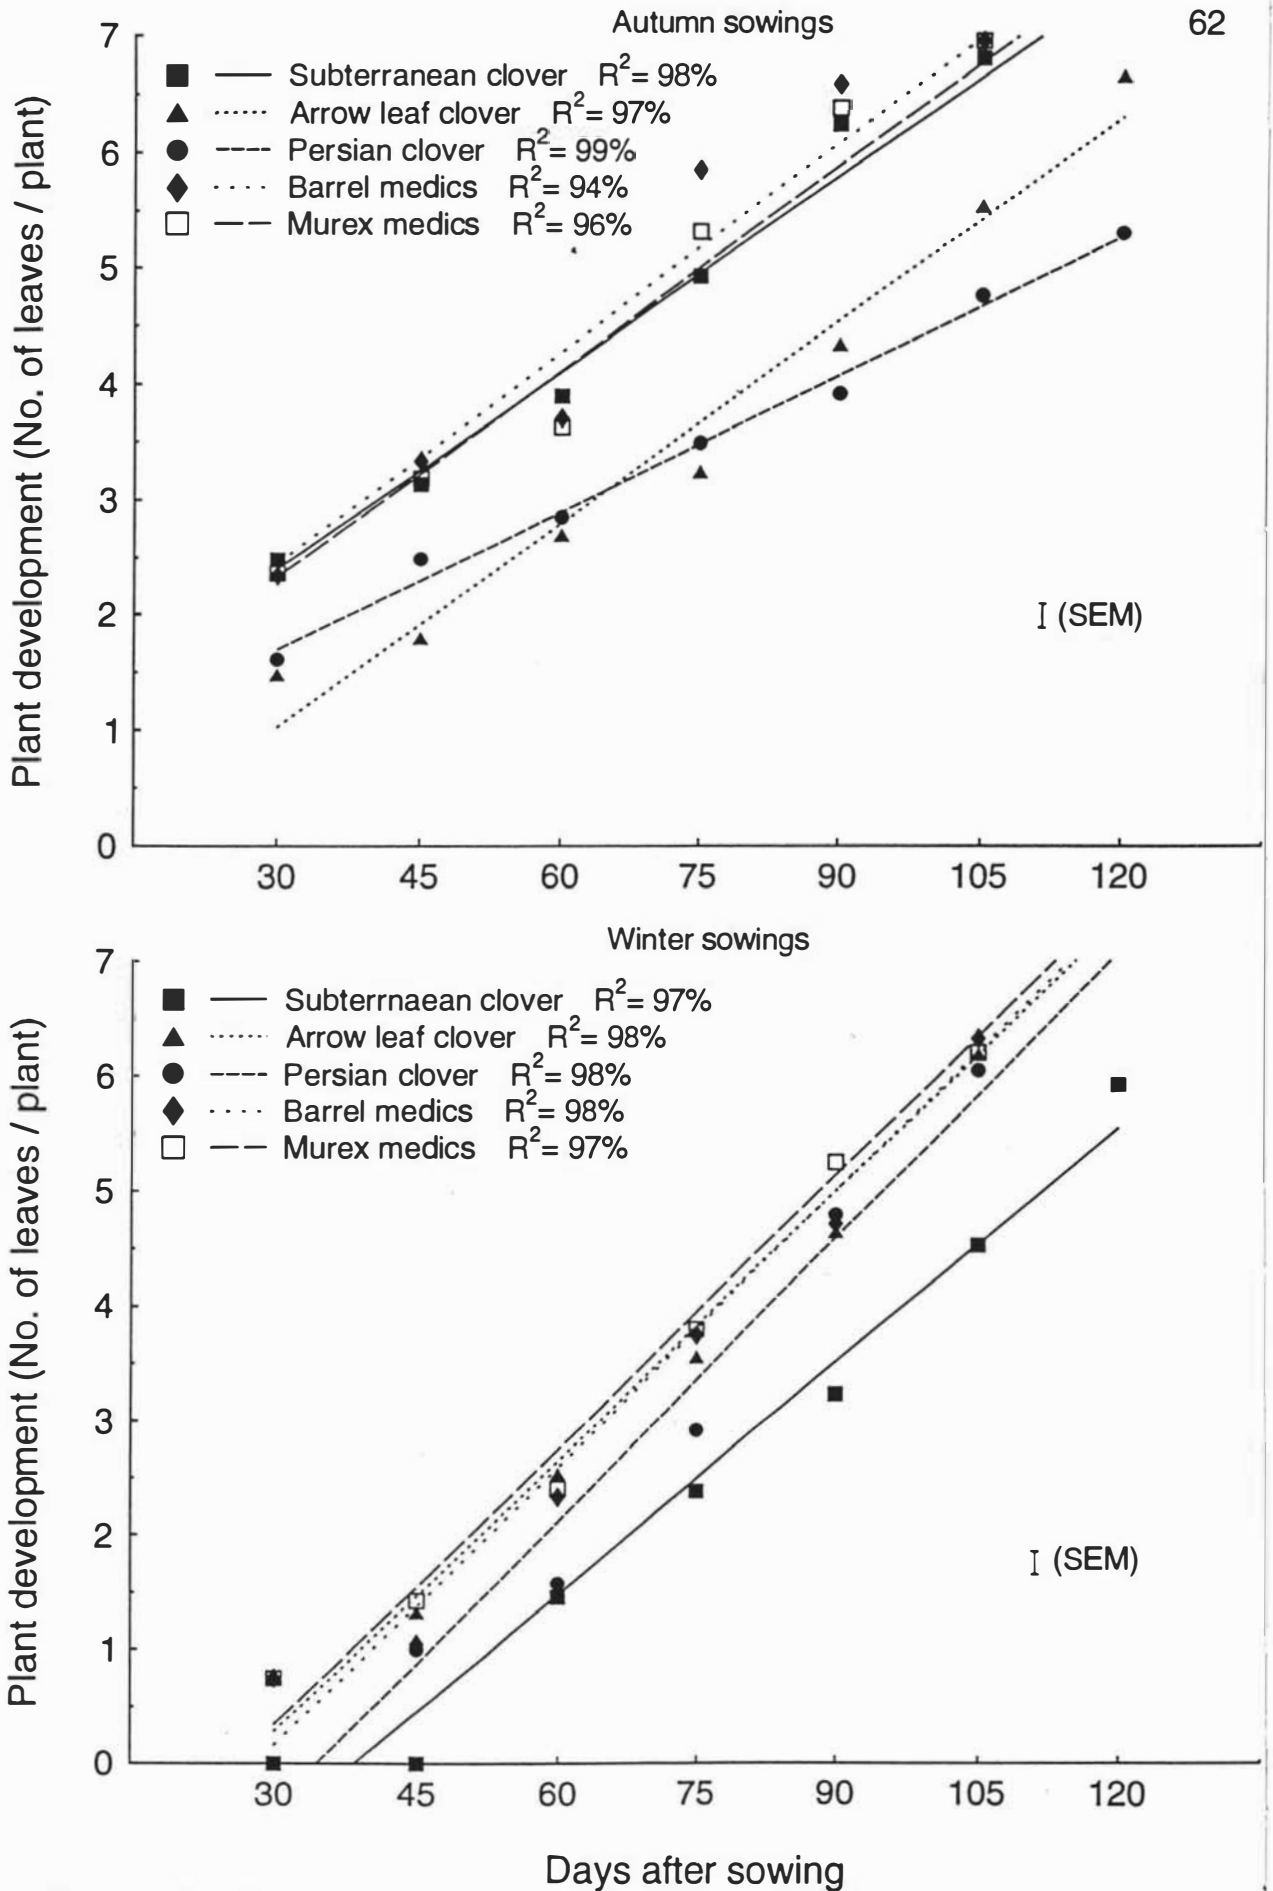 Autumn sowings
62
Plant development (No. of leaves / plant)
7
6
5
4
3
2
1
0
Subterranean clover R²= 98%
Arrow leaf clover R²= 97%
Persian clover R²= 99%
Barrel medics R²= 94%
Murex medics R²= 96%
I (SEM)
30 45 60 75 90 105 120
Winter sowings
Plant development (No. of leaves / plant)
7
6
5
4
3
2
1
0
Subterrnaean clover R²= 97%
Arrow leaf clover R²= 98%
Persian clover R²= 98%
Barrel medics R²= 98%
Murex medics R²= 97%
I (SEM)
30 45 60 75 90 105 120
Days after sowing